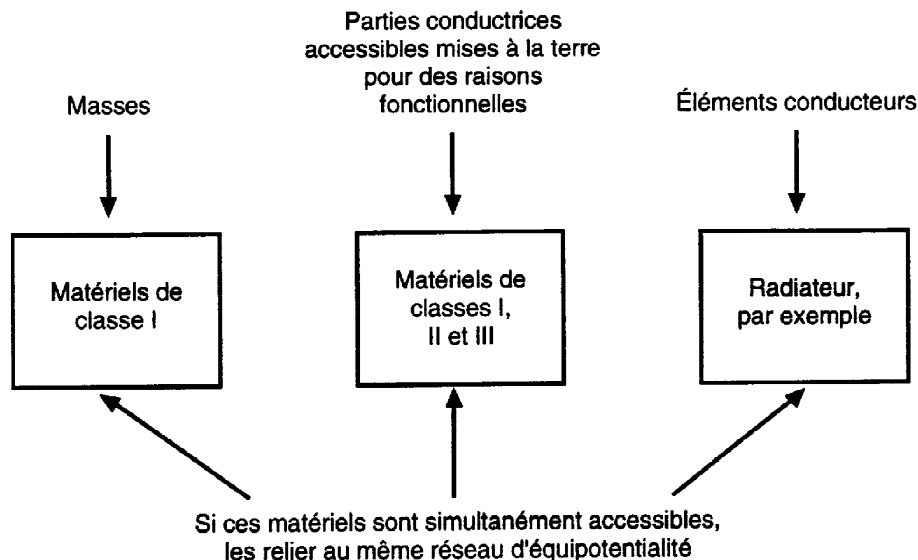 Parties conductrices
accessibles mises à la terre
pour des raisons
fonctionnelles
Masses
Éléments conducteurs
Matériels de
classe I
Matériels de
classes I,
II et III
Radiateur,
par exemple
Si ces matériels sont simultanément accessibles,
les relier au même réseau d'équipotentialité